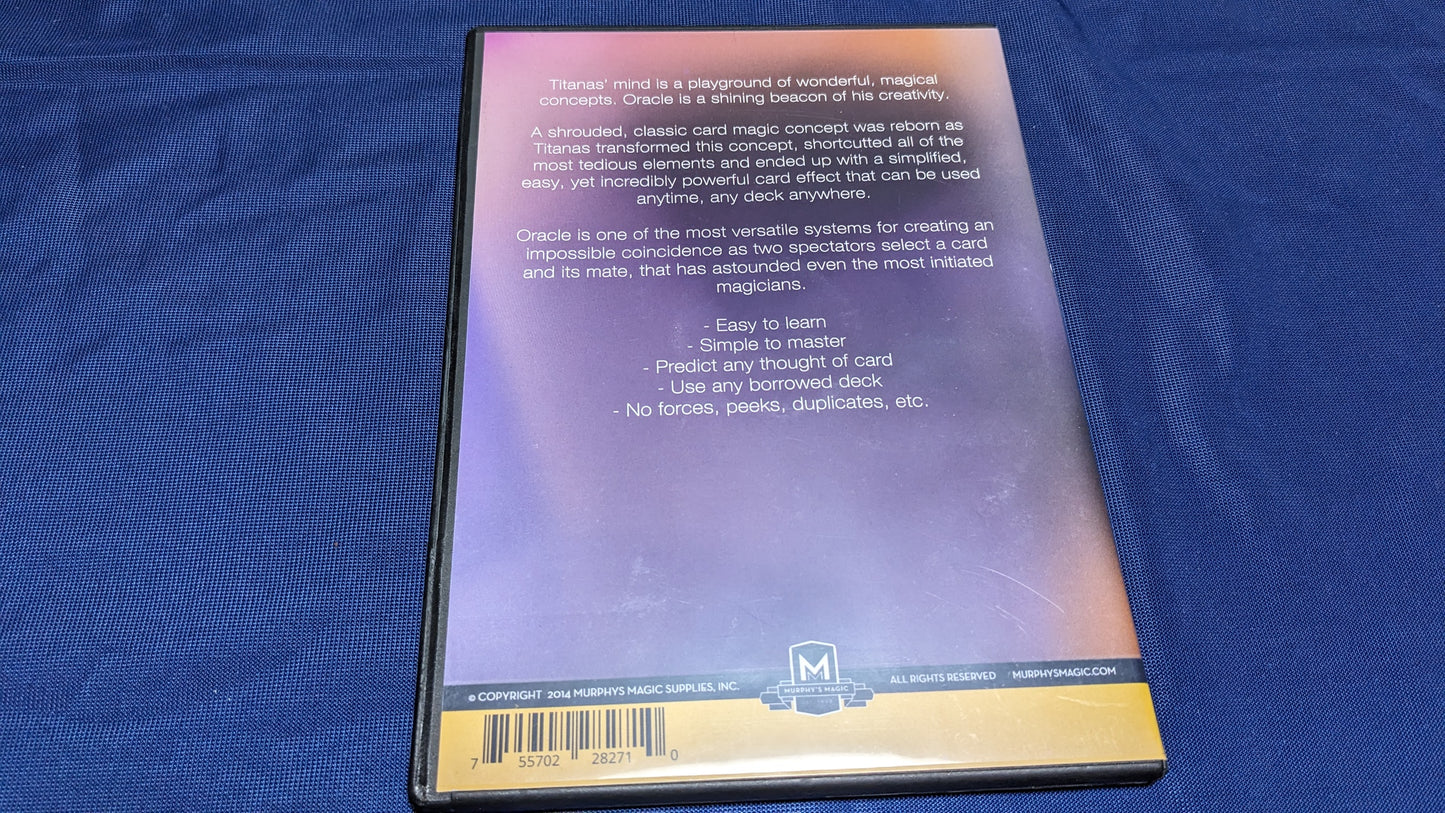 Titanas' mind is a playground of wonderful, magical
concepts. Oracle is a shining beacon of his creativity.
A shrouded, classic card magic concept was reborn as
Titanas transformed this concept, shortcutted all of the
most tedious elements and ended up with a simplified,
easy, yet incredibly powerful card effect that can be used
anytime, any deck anywhere.
Oracle is one of the most versatile systems for creating an
impossible coincidence as two spectators select a card
and its mate, that has astounded even the most initiated
magicians.
- Easy to learn
- Simple to master
- Predict any thought of card
- Use any borrowed deck
- No forces, peeks, duplicates, etc.
© COPYRIGHT 2014 MURPHYS MAGIC SUPPLIES, INC.
M
MURPHY'S MAGIC
ALL RIGHTS RESERVED MURPHYSMAGIC.COM
7 55702 28271 0